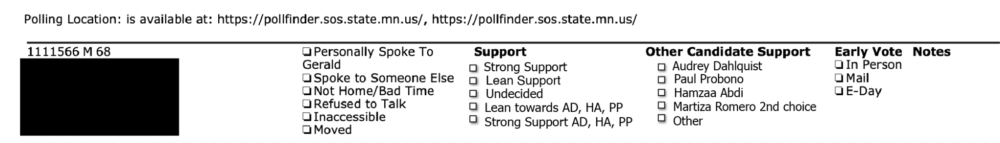 Polling Location: is available at: https://pollfinder.sos.state.mn.us/, https://pollfinder.sos.state.mn.us/
1111566 M 68
❏Personally Spoke To
Gerald
❏Spoke to Someone Else
❏Not Home/Bad Time
❏Refused to Talk
❏Inaccessible
❏Moved
Support
❏ Strong Support
❏ Lean Support
❏ Undecided
❏ Lean towards AD, HA, PP
❏ Strong Support AD, HA, PP
Other Candidate Support
❏ Audrey Dahlquist
❏ Paul Probono
❏ Hamzaa Abdi
❏ Martiza Romero 2nd choice
❏ Other
Early Vote
❏In Person
❏Mail
❏E-Day
Notes